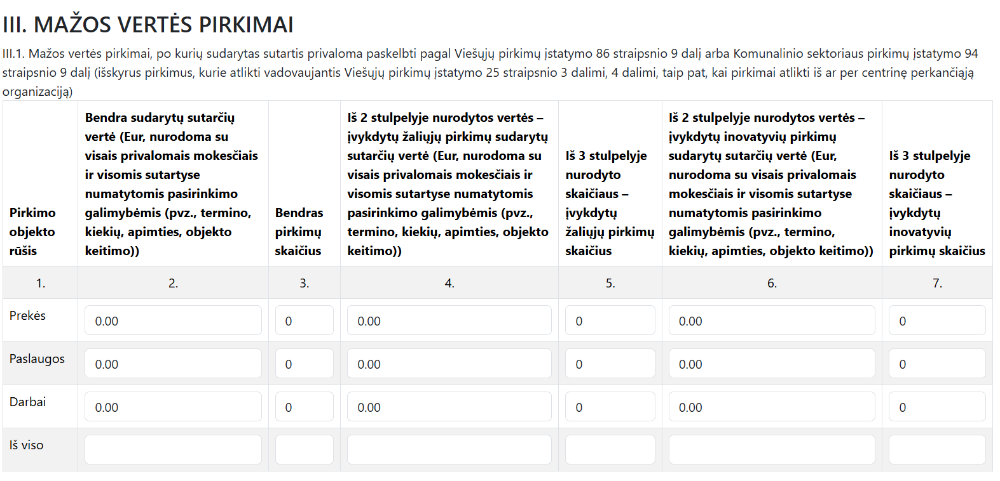 III. MAŽOS VERTĖS PIRKIMAI
III.1. Mažos vertės pirkimai, po kurių sudarytas sutartis privaloma paskelbti pagal Viešųjų pirkimų įstatymo 86 straipsnio 9 dalį arba Komunalinio sektoriaus pirkimų įstatymo 94
straipsnio 9 dalį (išskyrus pirkimus, kurie atlikti vadovaujantis Viešųjų pirkimų įstatymo 25 straipsnio 3 dalimi, 4 dalimi, taip pat, kai pirkimai atlikti iš ar per centrinę perkančiąją
organizaciją)
Pirkimo
objekto
rūšis
Bendra sudarytų sutarčių
vertė (Eur, nurodoma su
visais privalomais mokesčiais
ir visomis sutartyse
numatytomis pasirinkimo
galimybėmis (pvz., termino,
kiekių, apimties, objekto
keitimo))
Bendras
pirkimų
skaičius
Iš 2 stulpelyje nurodytos vertės –
įvykdytų žaliųjų pirkimų sudarytų
sutarčių vertė (Eur, nurodoma su
visais privalomais mokesčiais ir
visomis sutartyse numatytomis
pasirinkimo galimybėmis (pvz.,
termino, kiekių, apimties, objekto
keitimo))
Iš 3 stulpelyje
nurodyto
skaičiaus –
įvykdytų
žaliųjų pirkimų
skaičius
Iš 2 stulpelyje nurodytos vertės –
įvykdytų inovatyvių pirkimų
sudarytų sutarčių vertė (Eur,
nurodoma su visais privalomais
mokesčiais ir visomis sutartyse
numatytomis pasirinkimo
galimybėmis (pvz., termino,
kiekių, apimties, objekto keitimo))
Iš 3 stulpelyje
nurodyto
skaičiaus –
įvykdytų
inovatyvių
pirkimų skaičius
1. 2. 3. 4. 5. 6. 7.
Prekės 0.00 0 0.00 0 0.00 0
Paslaugos 0.00 0 0.00 0 0.00 0
Darbai 0.00 0 0.00 0 0.00 0
Iš viso